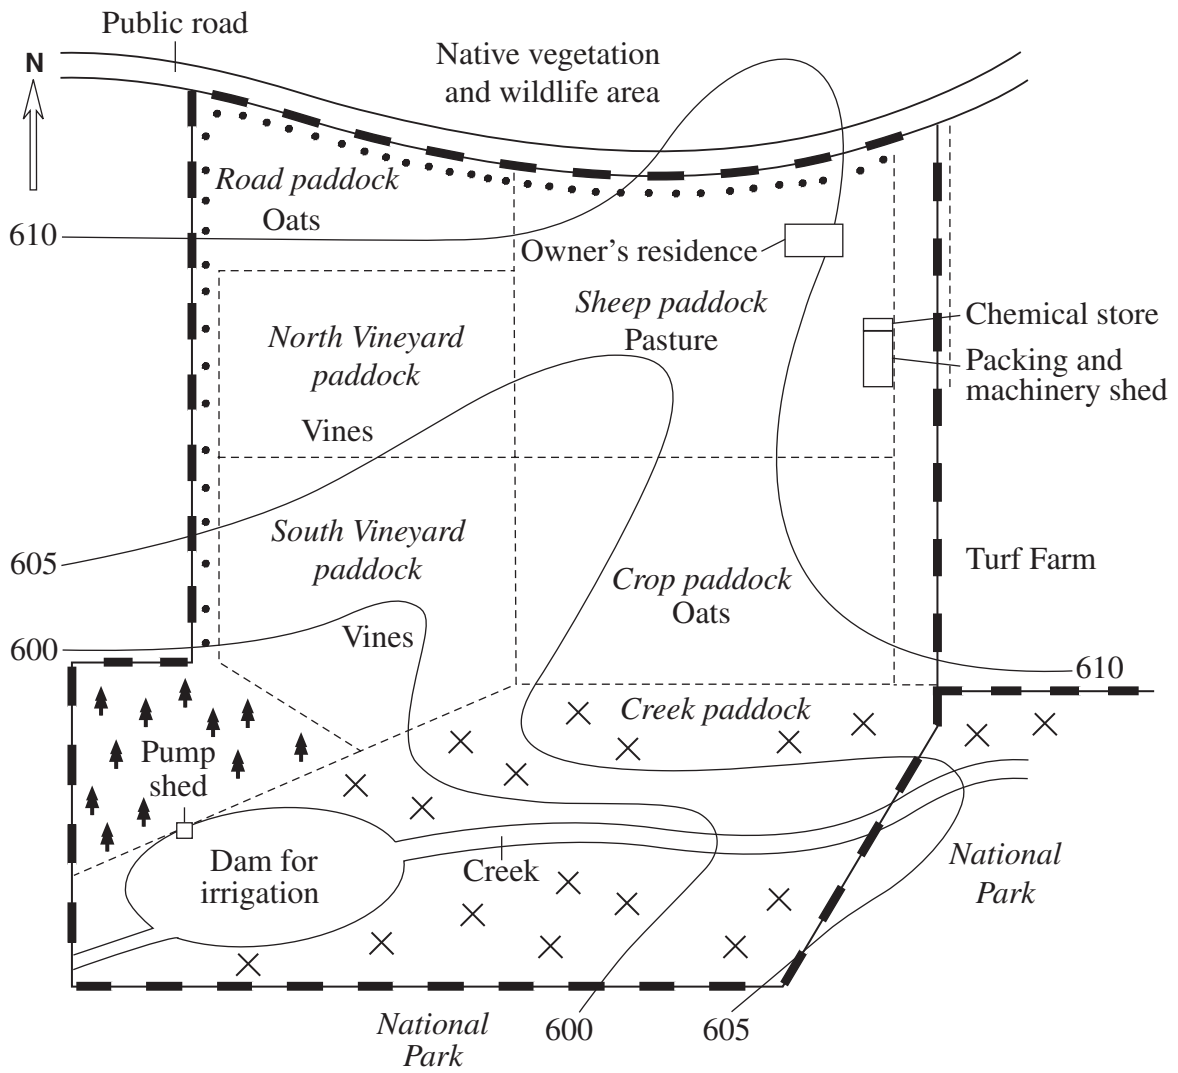 Public road
N
Native vegetation
and wildlife area
Road paddock
Oats
610
Owner's residence
Sheep paddock
Pasture
Chemical store
Packing and
machinery shed
North Vineyard
paddock
Vines
South Vineyard
paddock
605
Turf Farm
Crop paddock
Oats
Vines
600
610
Creek paddock
Pump
shed
Dam for
irrigation
Creek
National
Park
National
Park
600
605